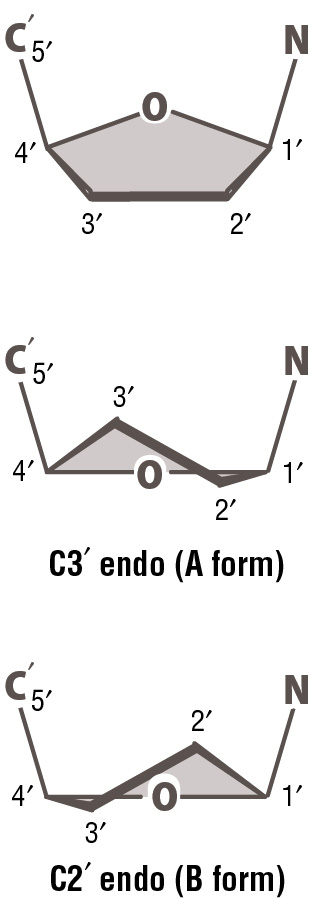 C′ 5′ N
O
4′ 1′
3′ 2′
C′ 5′ N
3′
4′ O 1′
2′
C3′ endo (A form)
C′ 5′ N
2′
4′ O 1′
3′
C2′ endo (B form)